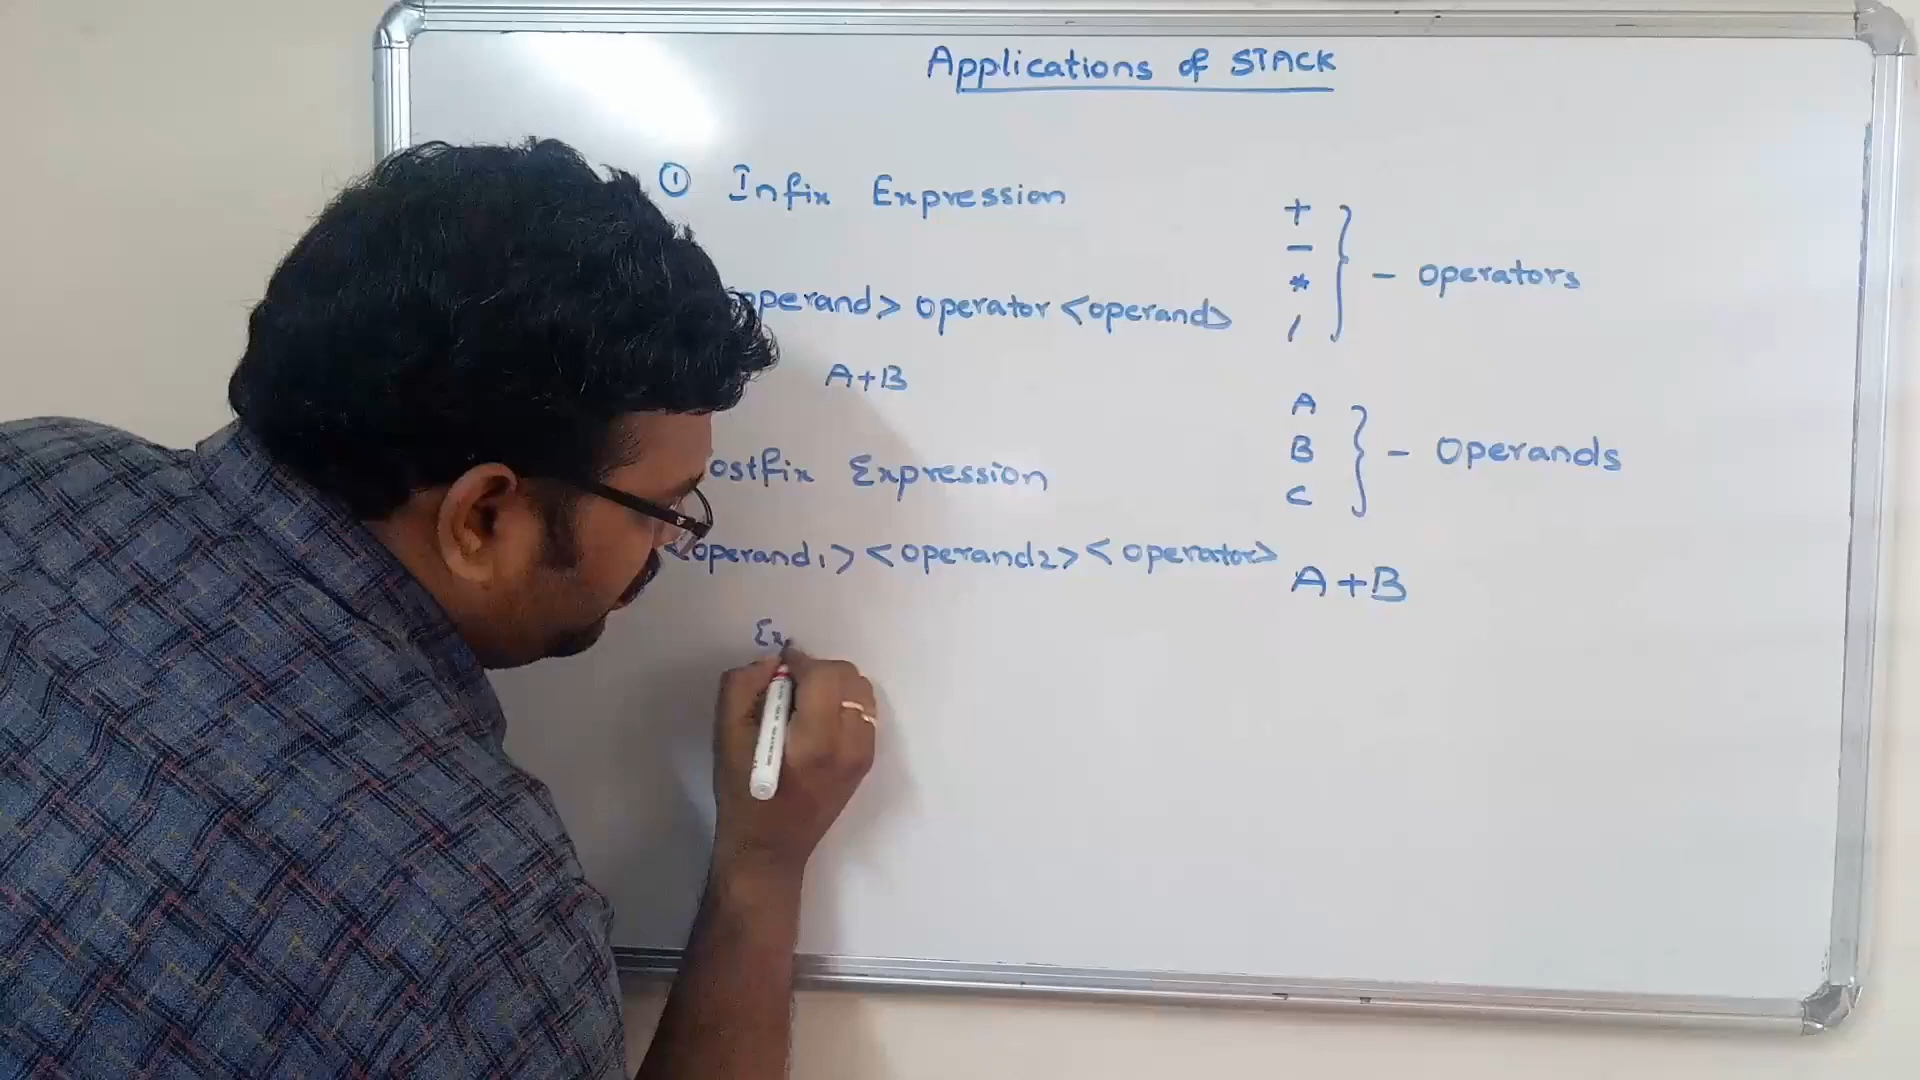 Applications of STACK
① Infix Expression
operand> operator <operand>
A+B
ostfix Expression
<operand1> <operand2> <operator>
Ex
+
-
*
/
- operators
A
B
C
- Operands
A+B